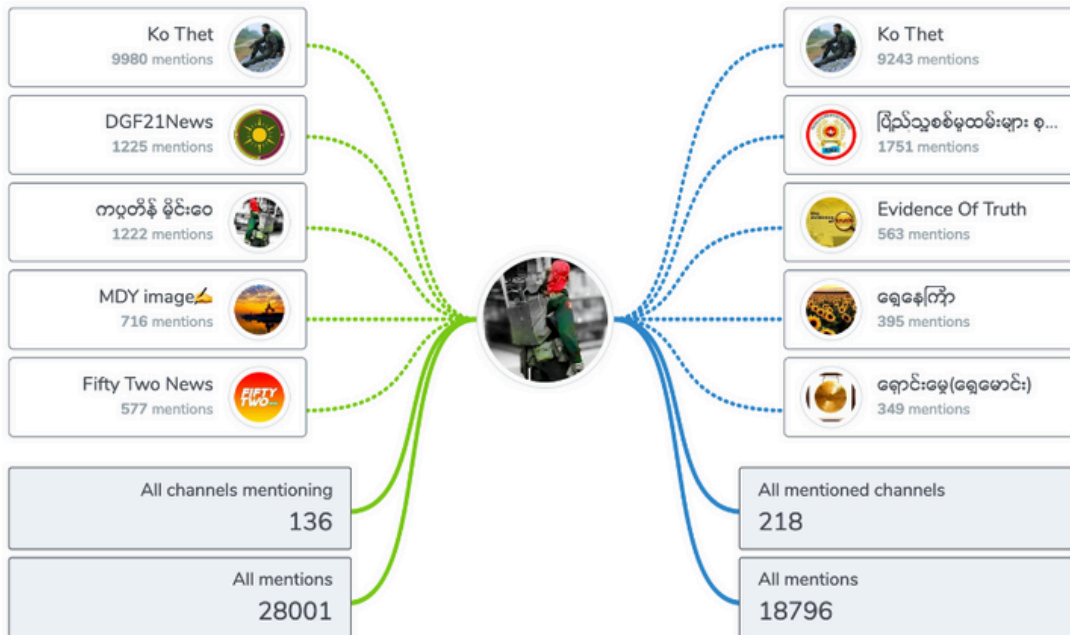 Ko Thet
9980 mentions
DGF21News
1225 mentions
ကပ္ပတိန် မှိုင်းဝေ
1222 mentions
MDY image✍
716 mentions
FIFTY
TWO
Fifty Two News
577 mentions
All channels mentioning
136
All mentions
28001
Ko Thet
9243 mentions
ပြည်သူ့စစ်မှုထမ်းများ စု...
1751 mentions
Evidence Of Truth
563 mentions
ရွှေနေကြာ
395 mentions
ရှောင်းမွှေ(ရွှေမောင်း)
349 mentions
All mentioned channels
218
All mentions
18796